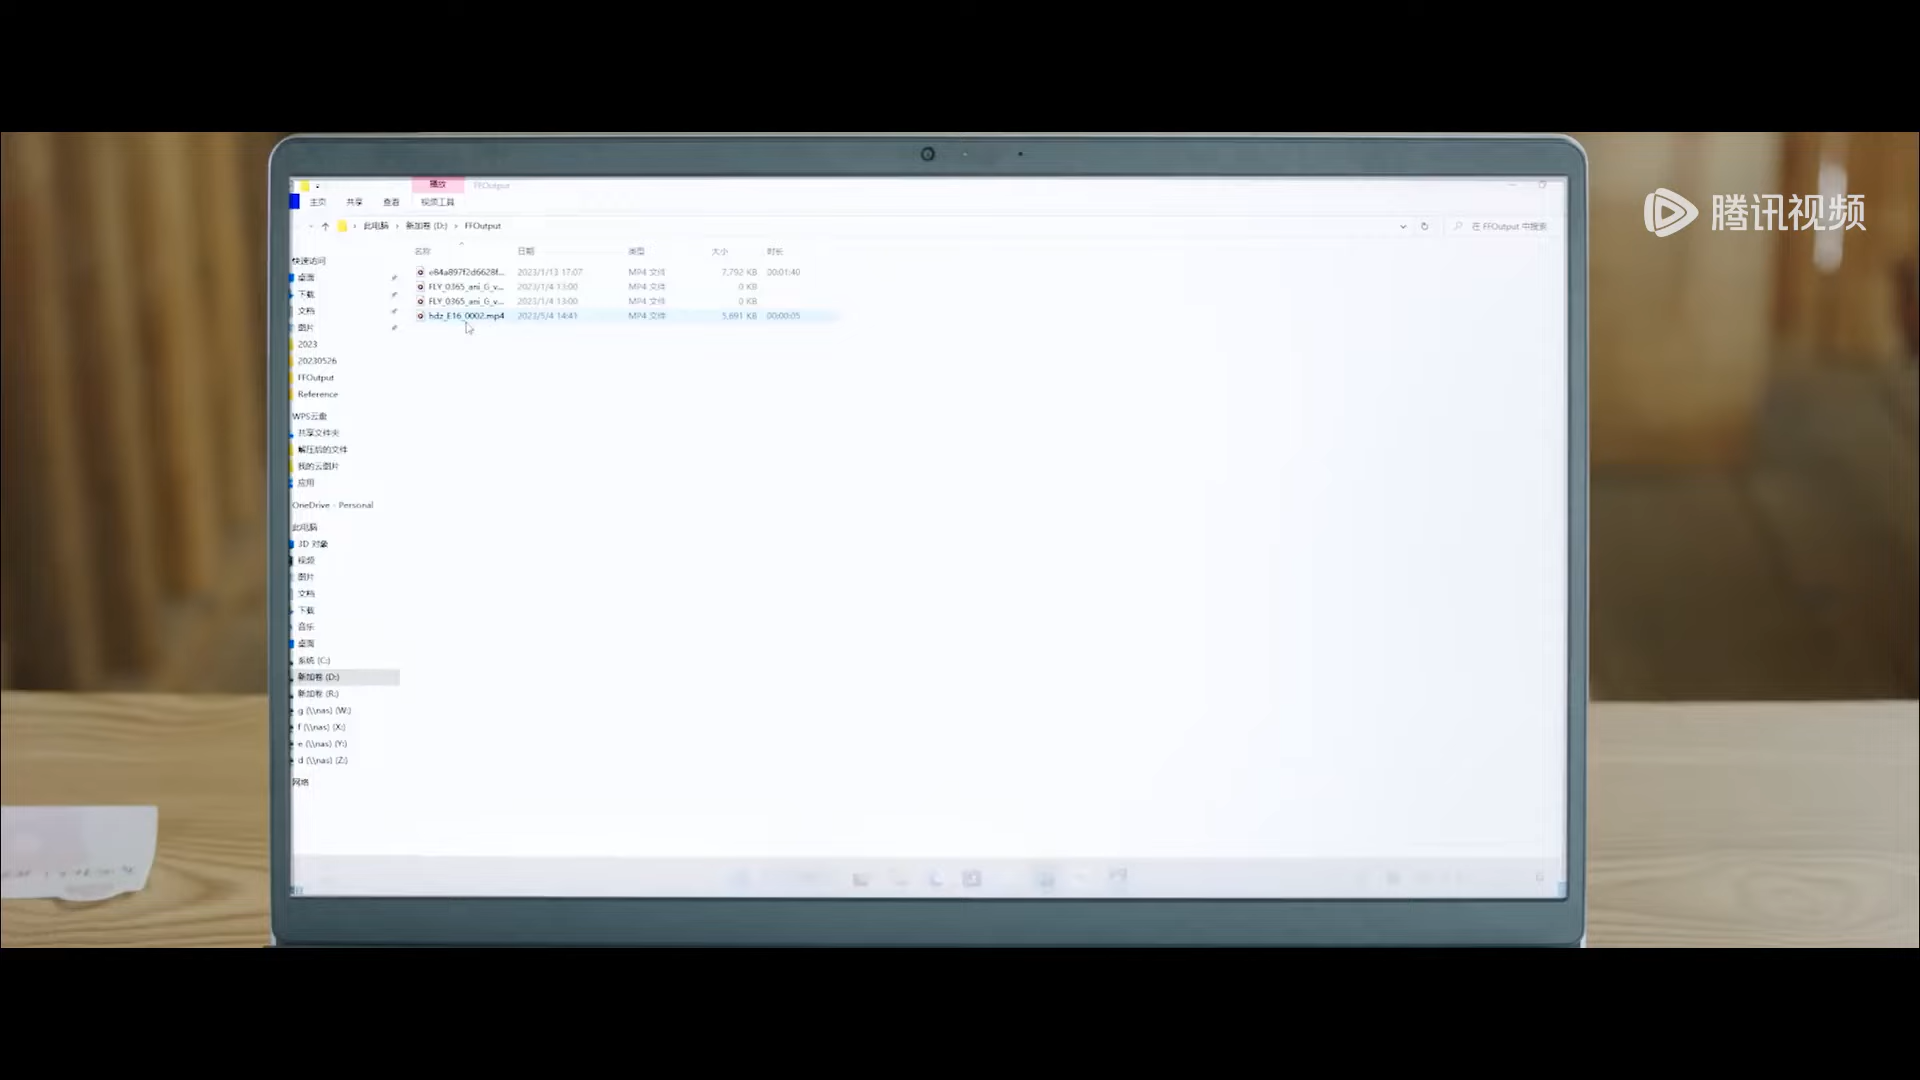 腾讯视频
播放 FFOutput
主页 共享 查看 视频工具
此电脑 › 新加卷 (D:) › FFOutput
在 FFOutput 中搜索
名称 日期 类型 大小 时长
e84a897f2d6628f... 2023/1/13 17:07 MP4 文件 7,792 KB 00:01:40
FLY_0365_ani_G_v... 2023/1/4 13:00 MP4 文件 0 KB
FLY_0365_ani_G_v... 2023/1/4 13:00 MP4 文件 0 KB
hdz_E16_0002.mp4 2023/5/4 14:41 MP4 文件 5,691 KB 00:00:05
快速访问
桌面
下载
文档
图片
2023
20230526
FFOutput
Reference
WPS云盘
共享文件夹
解压后的文件
我的云图片
应用
OneDrive - Personal
此电脑
3D 对象
视频
图片
文档
下载
音乐
桌面
系统 (C:)
新加卷 (D:)
新加卷 (R:)
g (\\nas) (W:)
f (\\nas) (X:)
e (\\nas) (Y:)
d (\\nas) (Z:)
网络